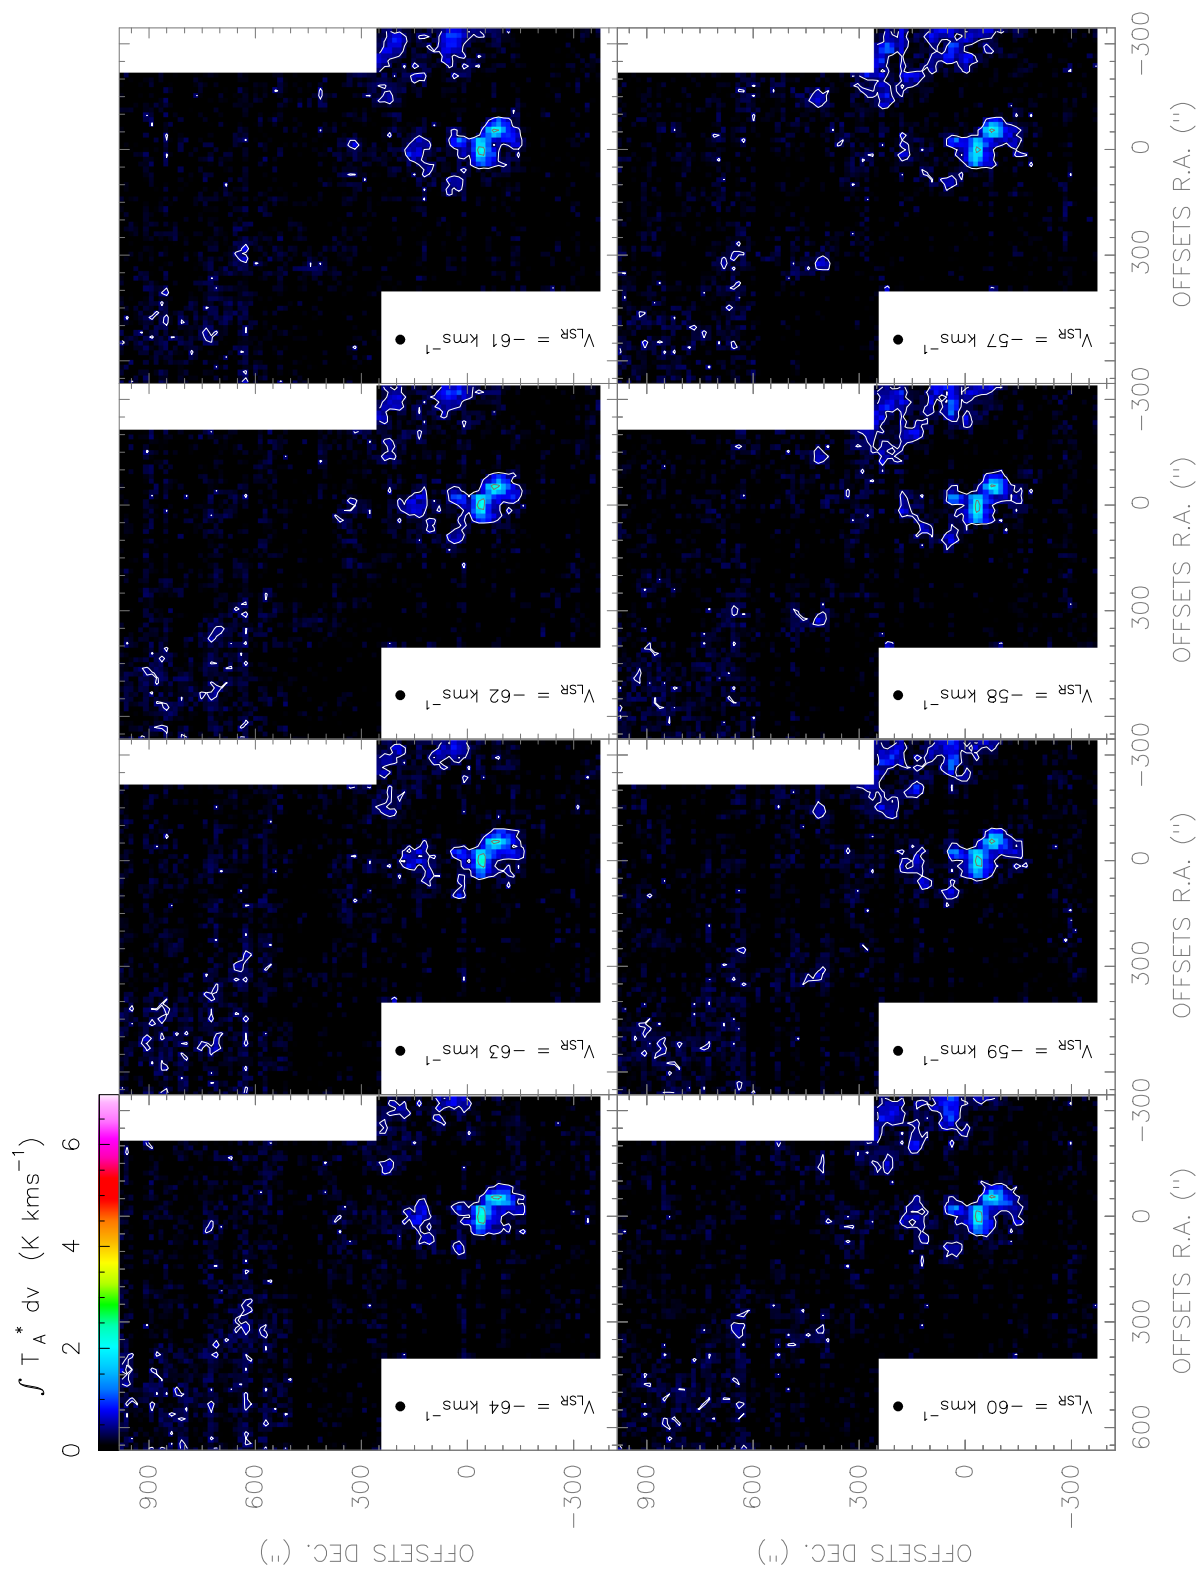 ∫ T_A^* dv (K kms^−1)
0 2 4 6
V_LSR = −64 kms^−1
V_LSR = −63 kms^−1
V_LSR = −62 kms^−1
V_LSR = −61 kms^−1
V_LSR = −60 kms^−1
V_LSR = −59 kms^−1
V_LSR = −58 kms^−1
V_LSR = −57 kms^−1
900 600 300 0 −300
OFFSETS DEC. (")
900 600 300 0 −300
OFFSETS DEC. (")
600 300 0 −300
OFFSETS R.A. (")
300 0 −300
OFFSETS R.A. (")
300 0 −300
OFFSETS R.A. (")
300 0 −300
OFFSETS R.A. (")